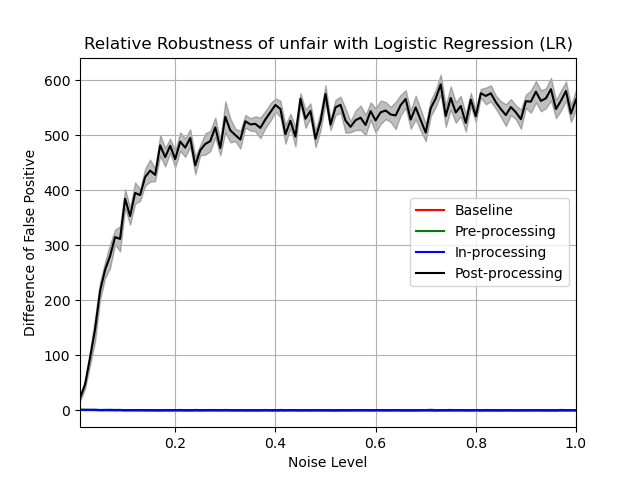 Relative Robustness of unfair with Logistic Regression (LR)
Difference of False Positive
600
500
400
300
200
100
0
Baseline
Pre-processing
In-processing
Post-processing
0.2 0.4 0.6 0.8 1.0
Noise Level